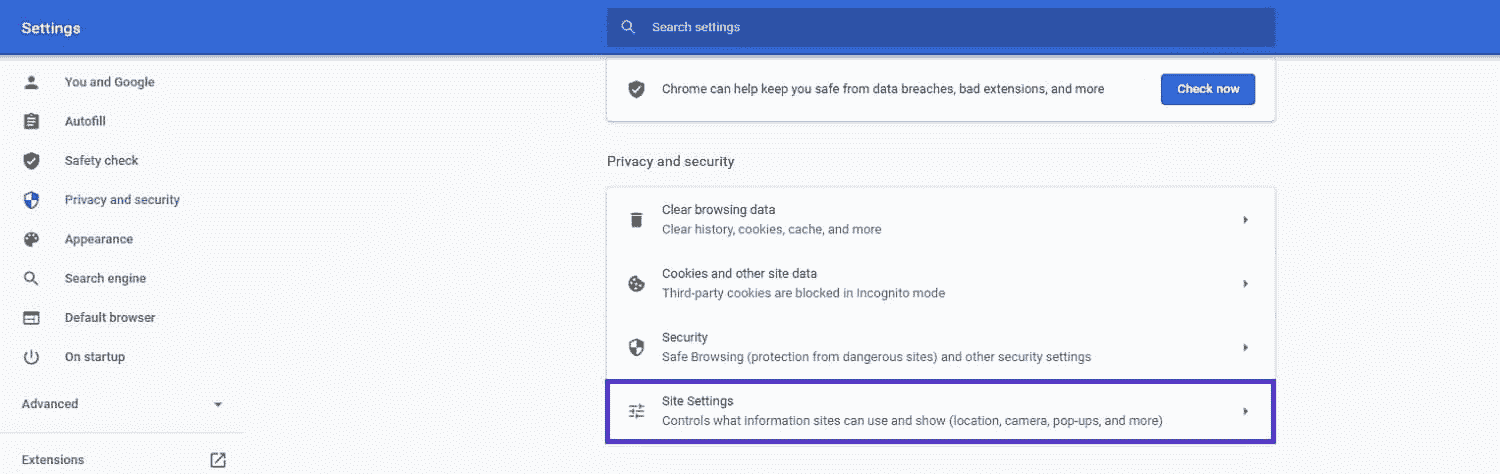 Settings
Search settings
You and Google
Autofill
Safety check
Privacy and security
Appearance
Search engine
Default browser
On startup
Advanced
Extensions
Chrome can help keep you safe from data breaches, bad extensions, and more
Check now
Privacy and security
Clear browsing data
Clear history, cookies, cache, and more
Cookies and other site data
Third-party cookies are blocked in Incognito mode
Security
Safe Browsing (protection from dangerous sites) and other security settings
Site Settings
Controls what information sites can use and show (location, camera, pop-ups, and more)